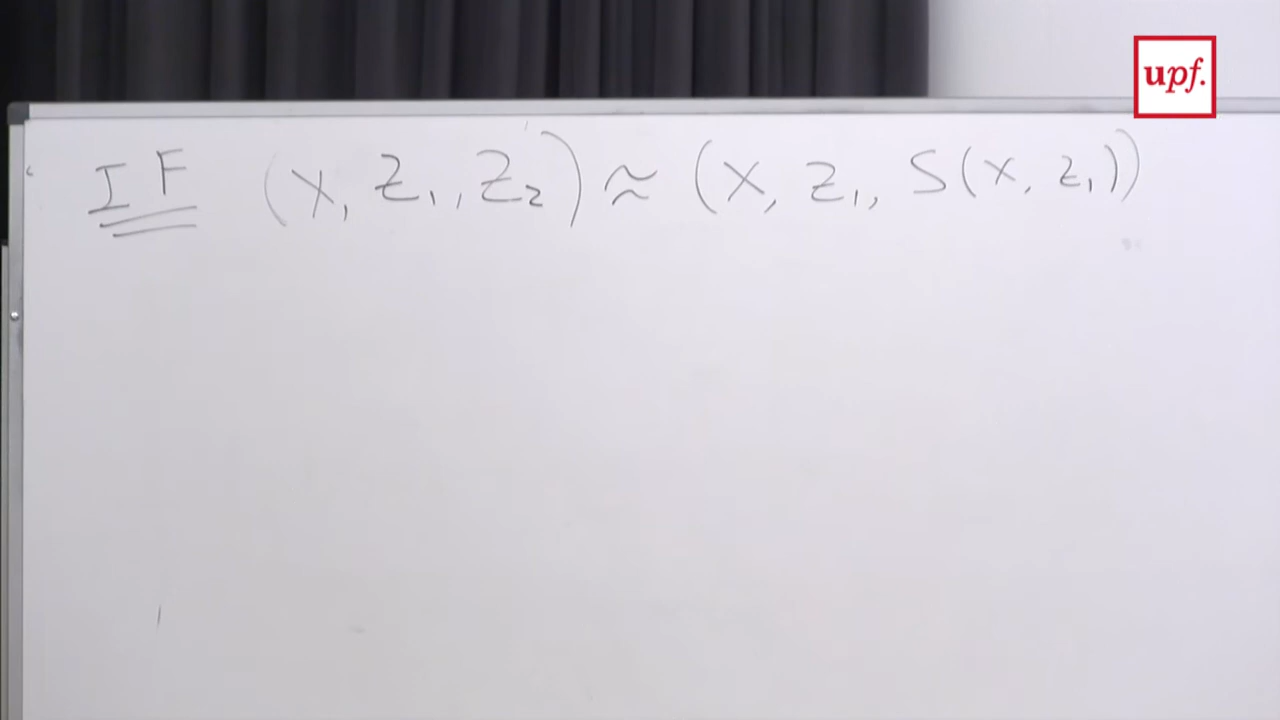 upf.
IF (X, Z₁, Z₂) ≈ (X, Z₁, S(X, Z₁))